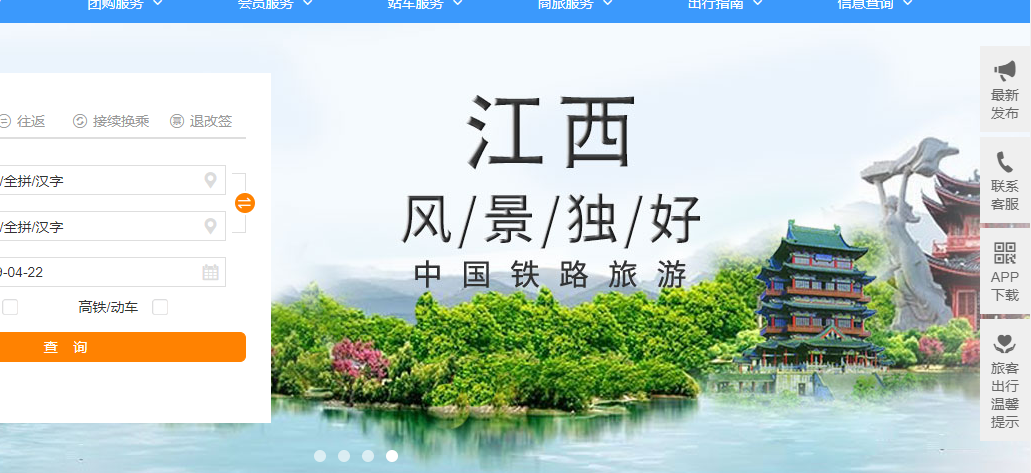 团购服务 会员服务 站车服务 商旅服务 出行指南 信息查询
往返 接续换乘 退改签
/全拼/汉字
/全拼/汉字
9-04-22
高铁/动车
查 询
江西
风/景/独/好
中国铁路旅游
最新
发布
联系
客服
APP
下载
旅客
出行
温馨
提示